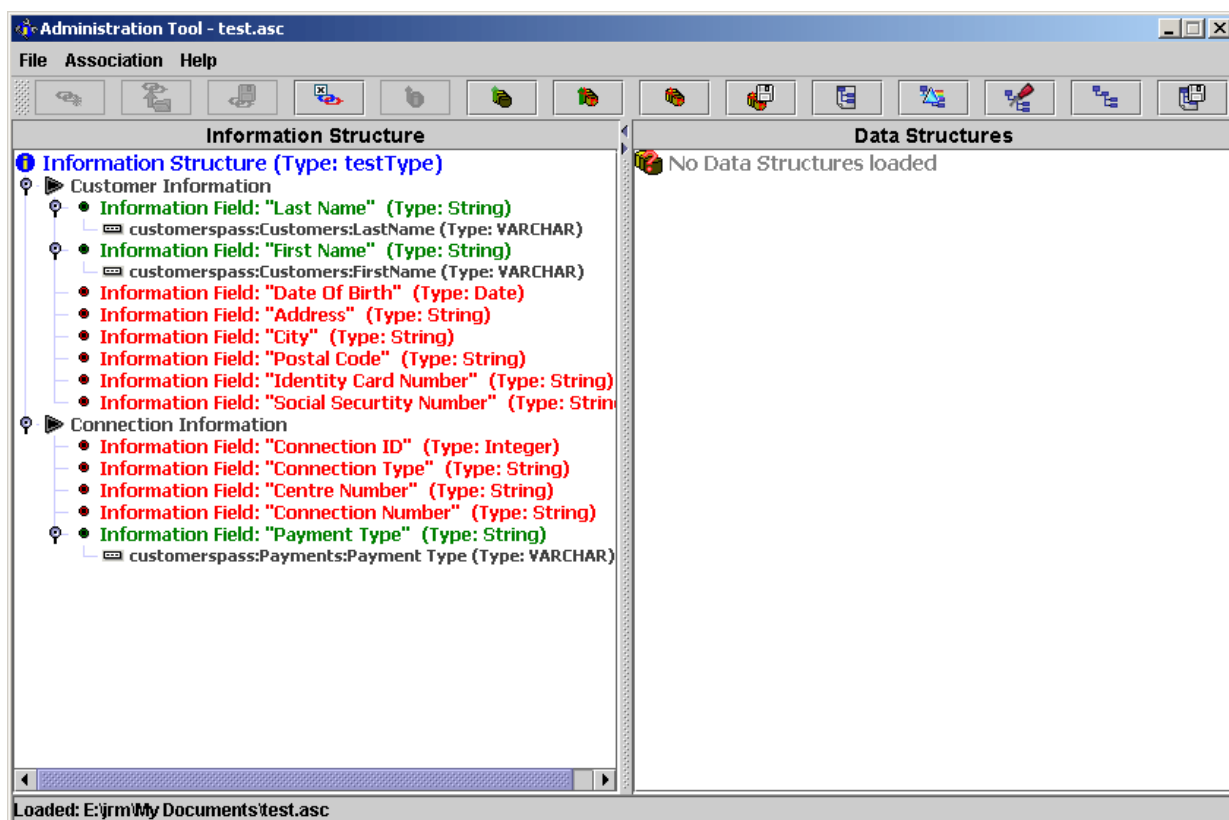 Administration Tool - test.asc
File Association Help
Information Structure
Data Structures
Information Structure (Type: testType)
No Data Structures loaded
Customer Information
Information Field: "Last Name" (Type: String)
customerspass:Customers:LastName (Type: VARCHAR)
Information Field: "First Name" (Type: String)
customerspass:Customers:FirstName (Type: VARCHAR)
Information Field: "Date Of Birth" (Type: Date)
Information Field: "Address" (Type: String)
Information Field: "City" (Type: String)
Information Field: "Postal Code" (Type: String)
Information Field: "Identity Card Number" (Type: String)
Information Field: "Social Securtity Number" (Type: Strin
Connection Information
Information Field: "Connection ID" (Type: Integer)
Information Field: "Connection Type" (Type: String)
Information Field: "Centre Number" (Type: String)
Information Field: "Connection Number" (Type: String)
Information Field: "Payment Type" (Type: String)
customerspass:Payments:Payment Type (Type: VARCHAR)
Loaded: E:\jrm\My Documents\test.asc